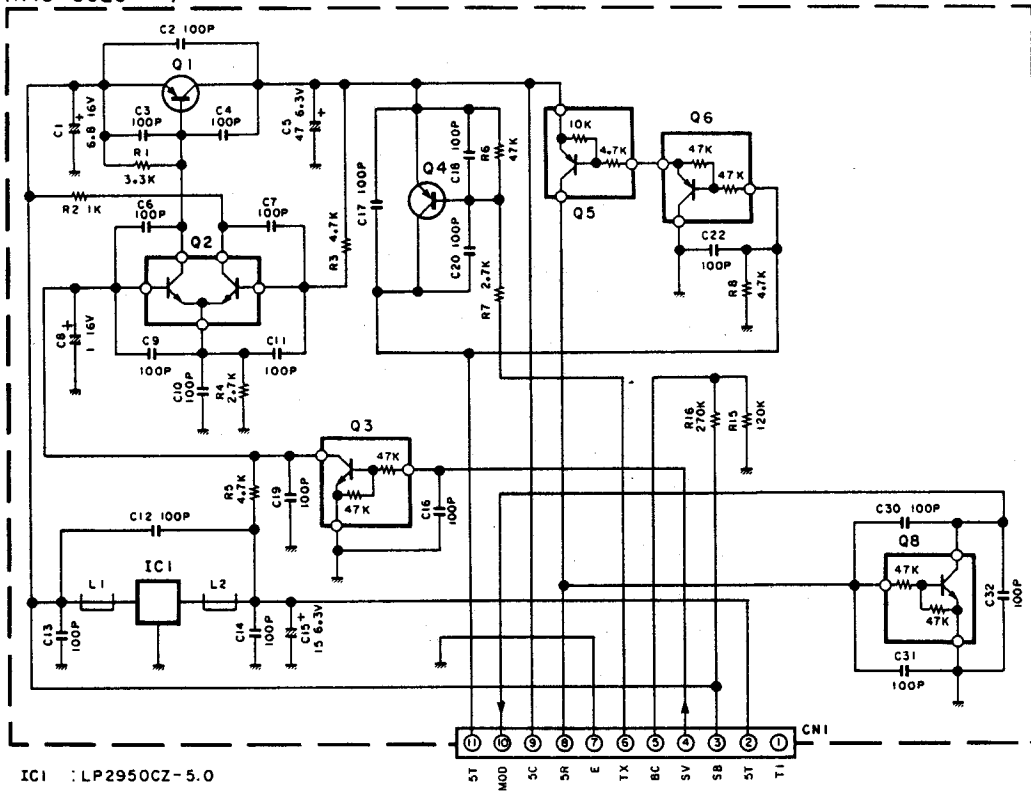 C2 100P
Q1
C1
6.8 16V
+
C3
100P
C4
100P
R1
3.3K
C5
47 6.3V
+
R2 1K
C6
100P
C7
100P
Q2
R3 4.7K
C8
1 16V
+
C9
100P
C10
100P
R4
2.7K
C11
100P
C17 100P
Q4
C18
100P
R6
47K
C20 100P
R7 2.7K
10K
4.7K
Q5
Q6
47K
47K
C22
100P
R8
4.7K
R16
270K
R15
120K
Q3
47K
47K
R5
4.7K
C19
100P
C16
100P
C12 100P
L1
IC1
L2
C13
100P
C14
100P
C15
15 6.3V
+
C30 100P
Q8
47K
47K
C32
100P
C31
100P
CN1
11 10 9 8 7 6 5 4 3 2 1
5T MOD 5C 5R E TX BC SV SB 5T T1
IC1 : LP2950CZ-5.0